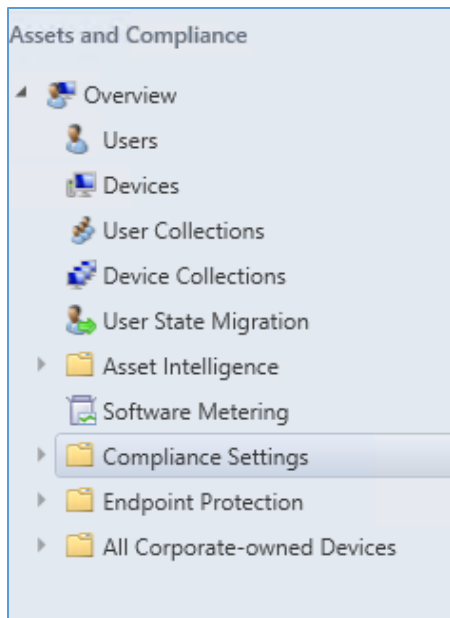 Assets and Compliance
Overview
Users
Devices
User Collections
Device Collections
User State Migration
Asset Intelligence
Software Metering
Compliance Settings
Endpoint Protection
All Corporate-owned Devices